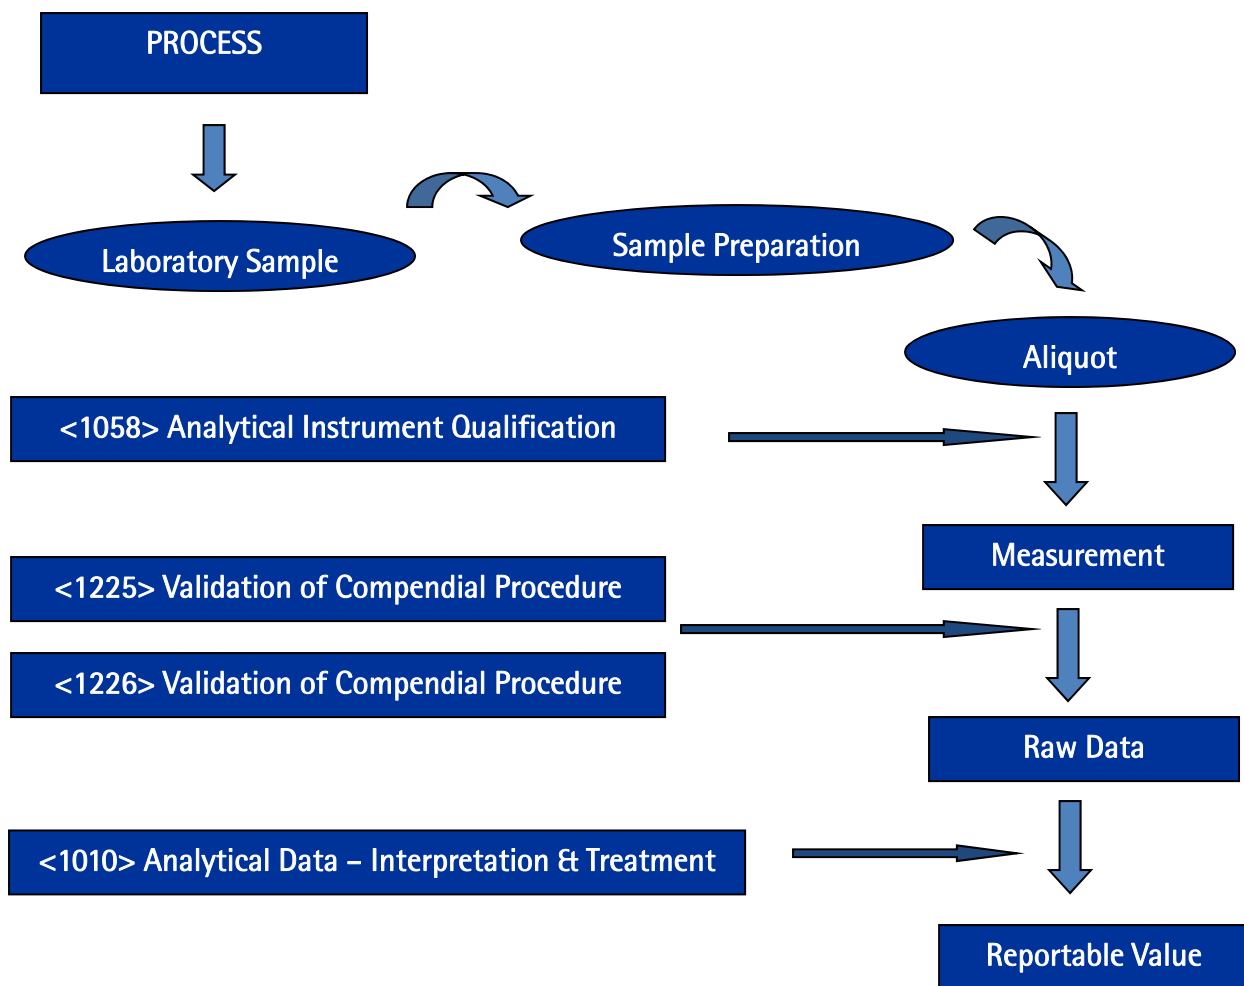 PROCESS
Laboratory Sample
Sample Preparation
Aliquot
<1058> Analytical Instrument Qualification
Measurement
<1225> Validation of Compendial Procedure
<1226> Validation of Compendial Procedure
Raw Data
<1010> Analytical Data – Interpretation & Treatment
Reportable Value